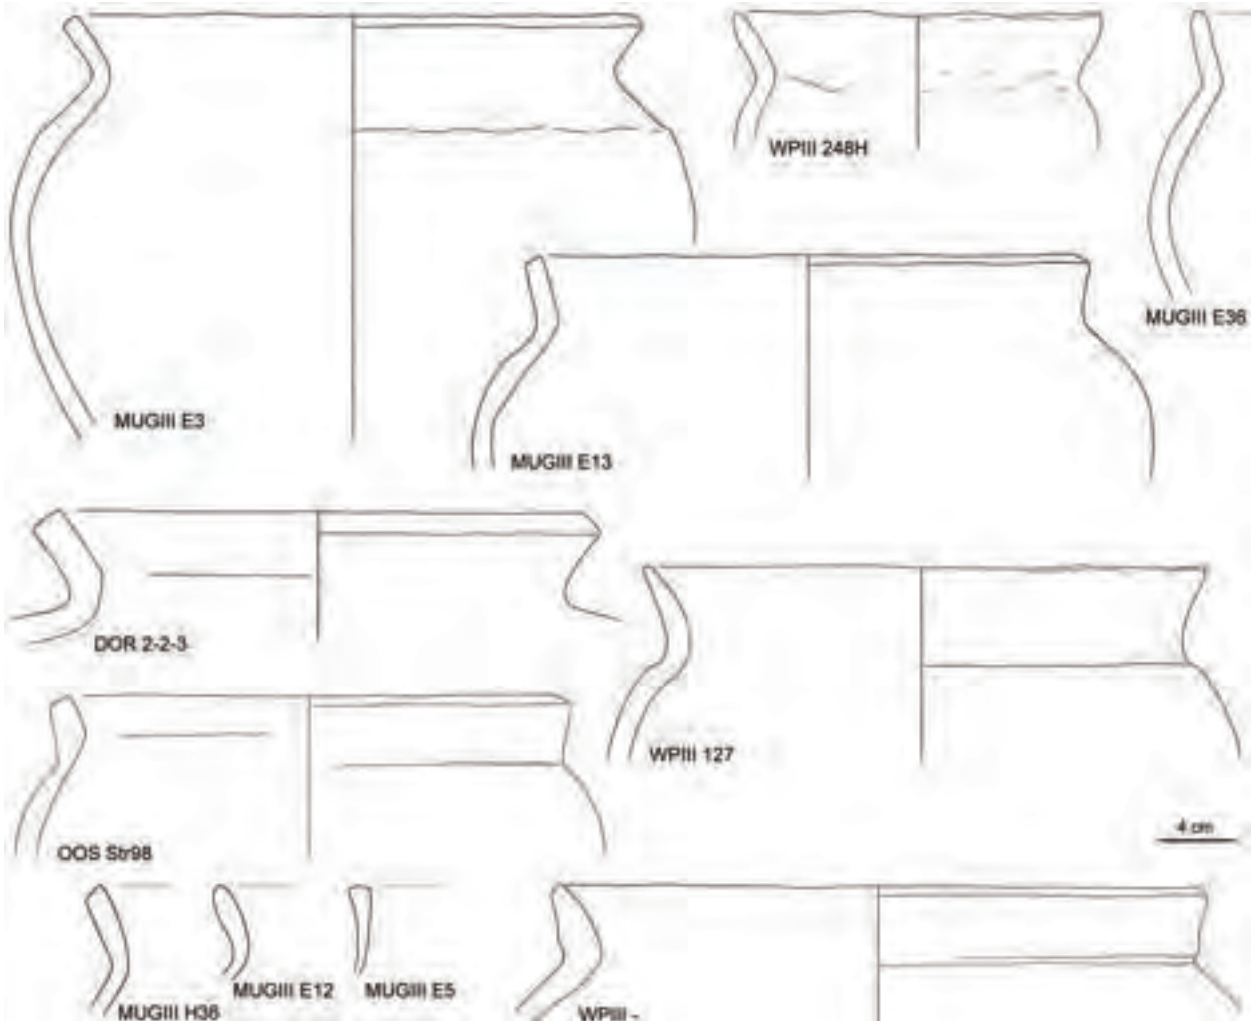 WPIII 248H
MUGIII E36
MUGIII E3
MUGIII E13
DOR 2-2-3
WPIII 127
4 cm
OOS Str98
MUGIII H36
MUGIII E12
MUGIII E5
WPIII -